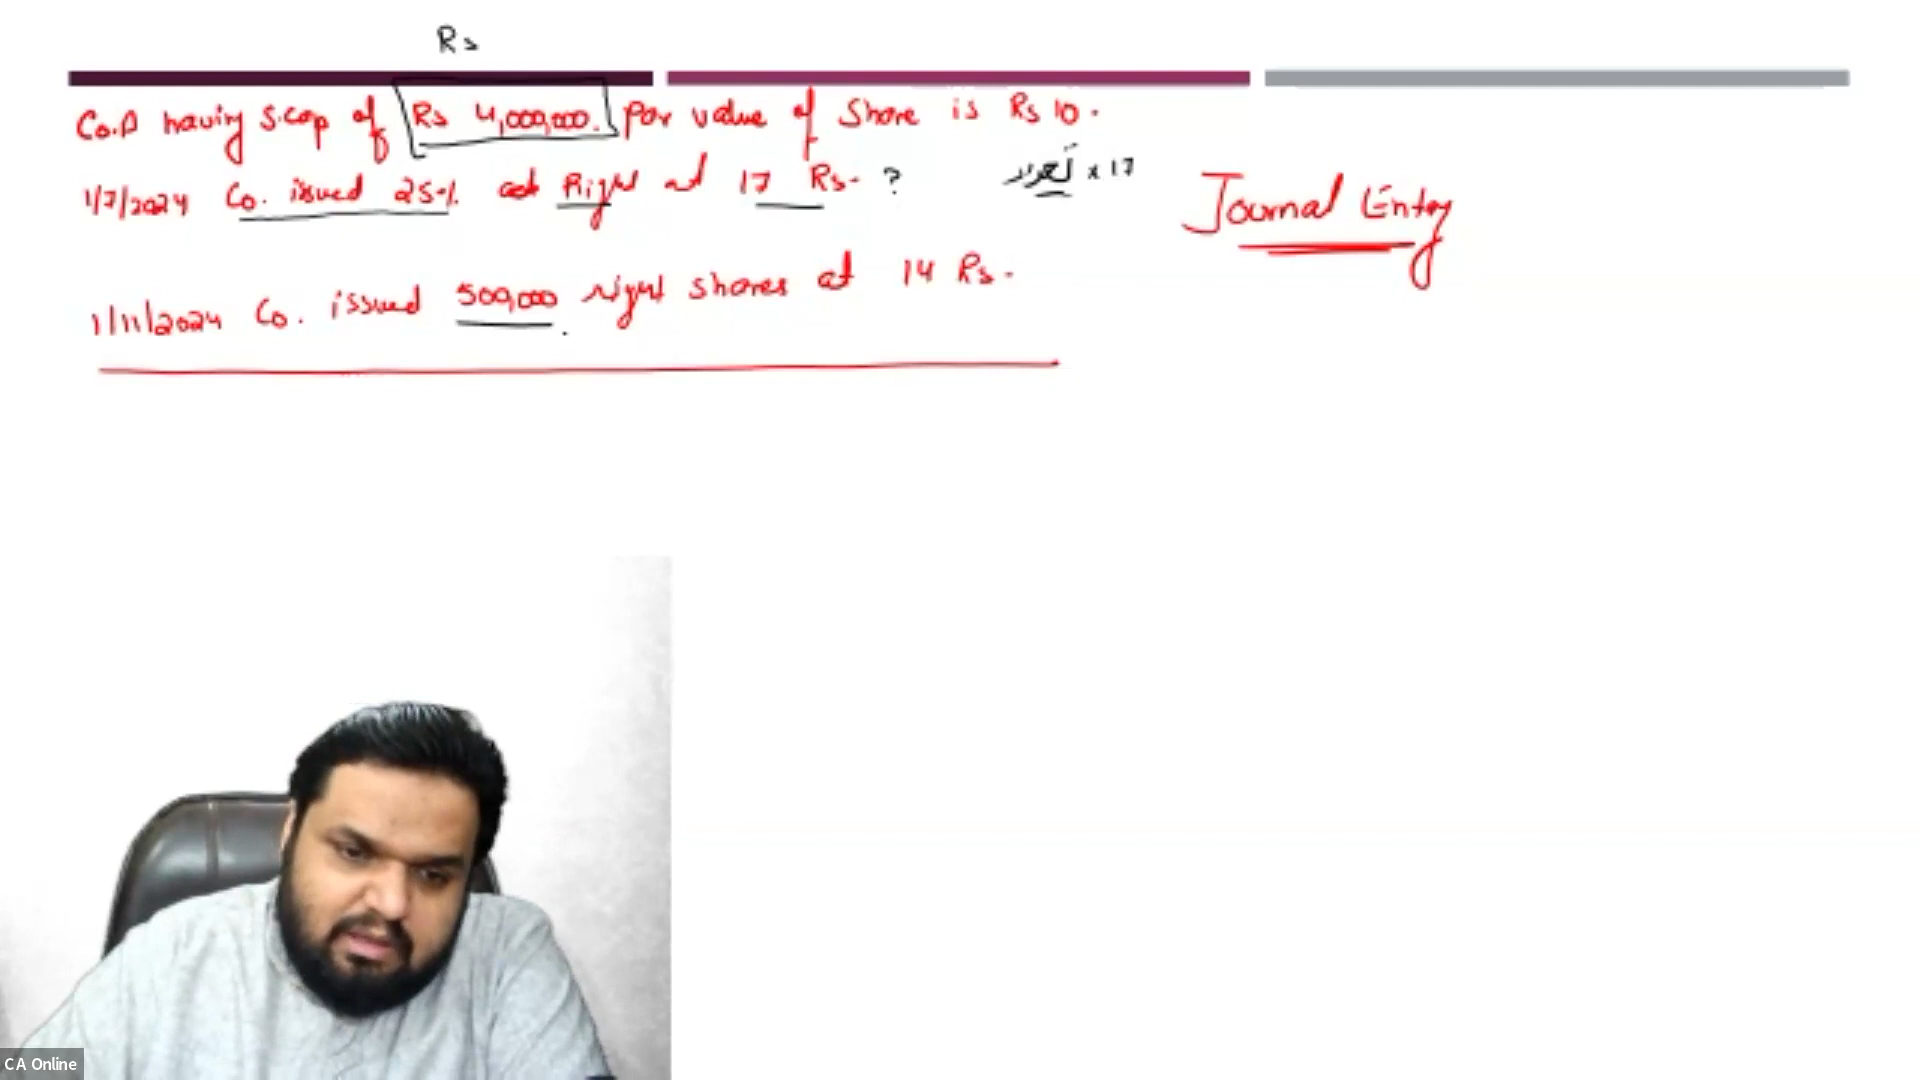 Rs
Co. A having S.cap of Rs 4,000,000. Par value of Share is Rs 10.
1/7/2024 Co. issued 25% Right at 17 Rs. ? تعداد x 17
Journal Entry
1/11/2024 Co. issued 500,000 right shares at 14 Rs.
CA Online